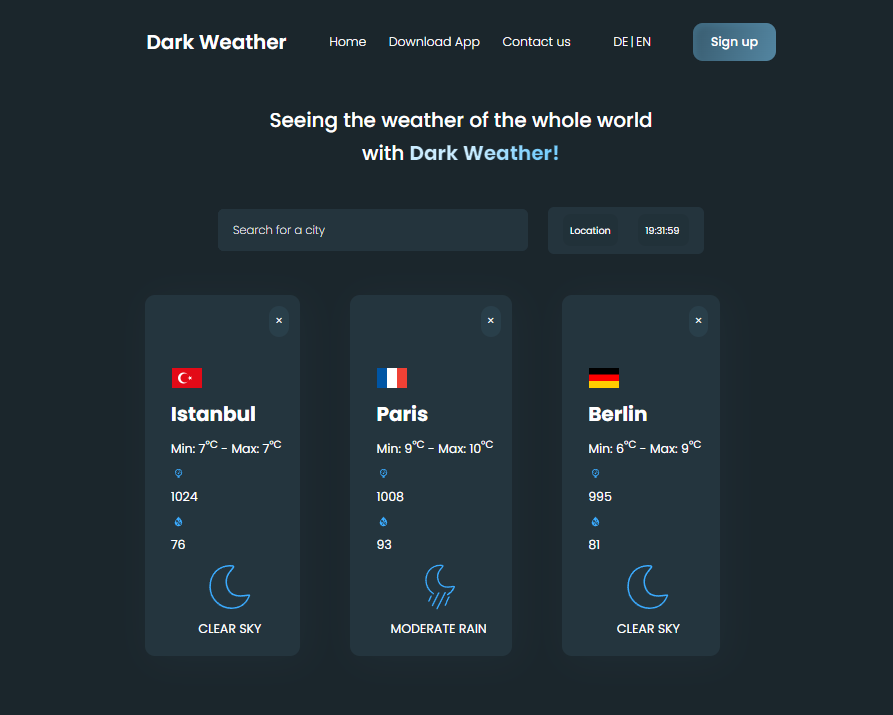 Dark Weather
Home
Download App
Contact us
DE|EN
Sign up
Seeing the weather of the whole world
with Dark Weather!
Search for a city
Location
19:31:59
×
Istanbul
Min: 7°C - Max: 7°C
1024
76
CLEAR SKY
×
Paris
Min: 9°C - Max: 10°C
1008
93
MODERATE RAIN
×
Berlin
Min: 6°C - Max: 9°C
995
81
CLEAR SKY